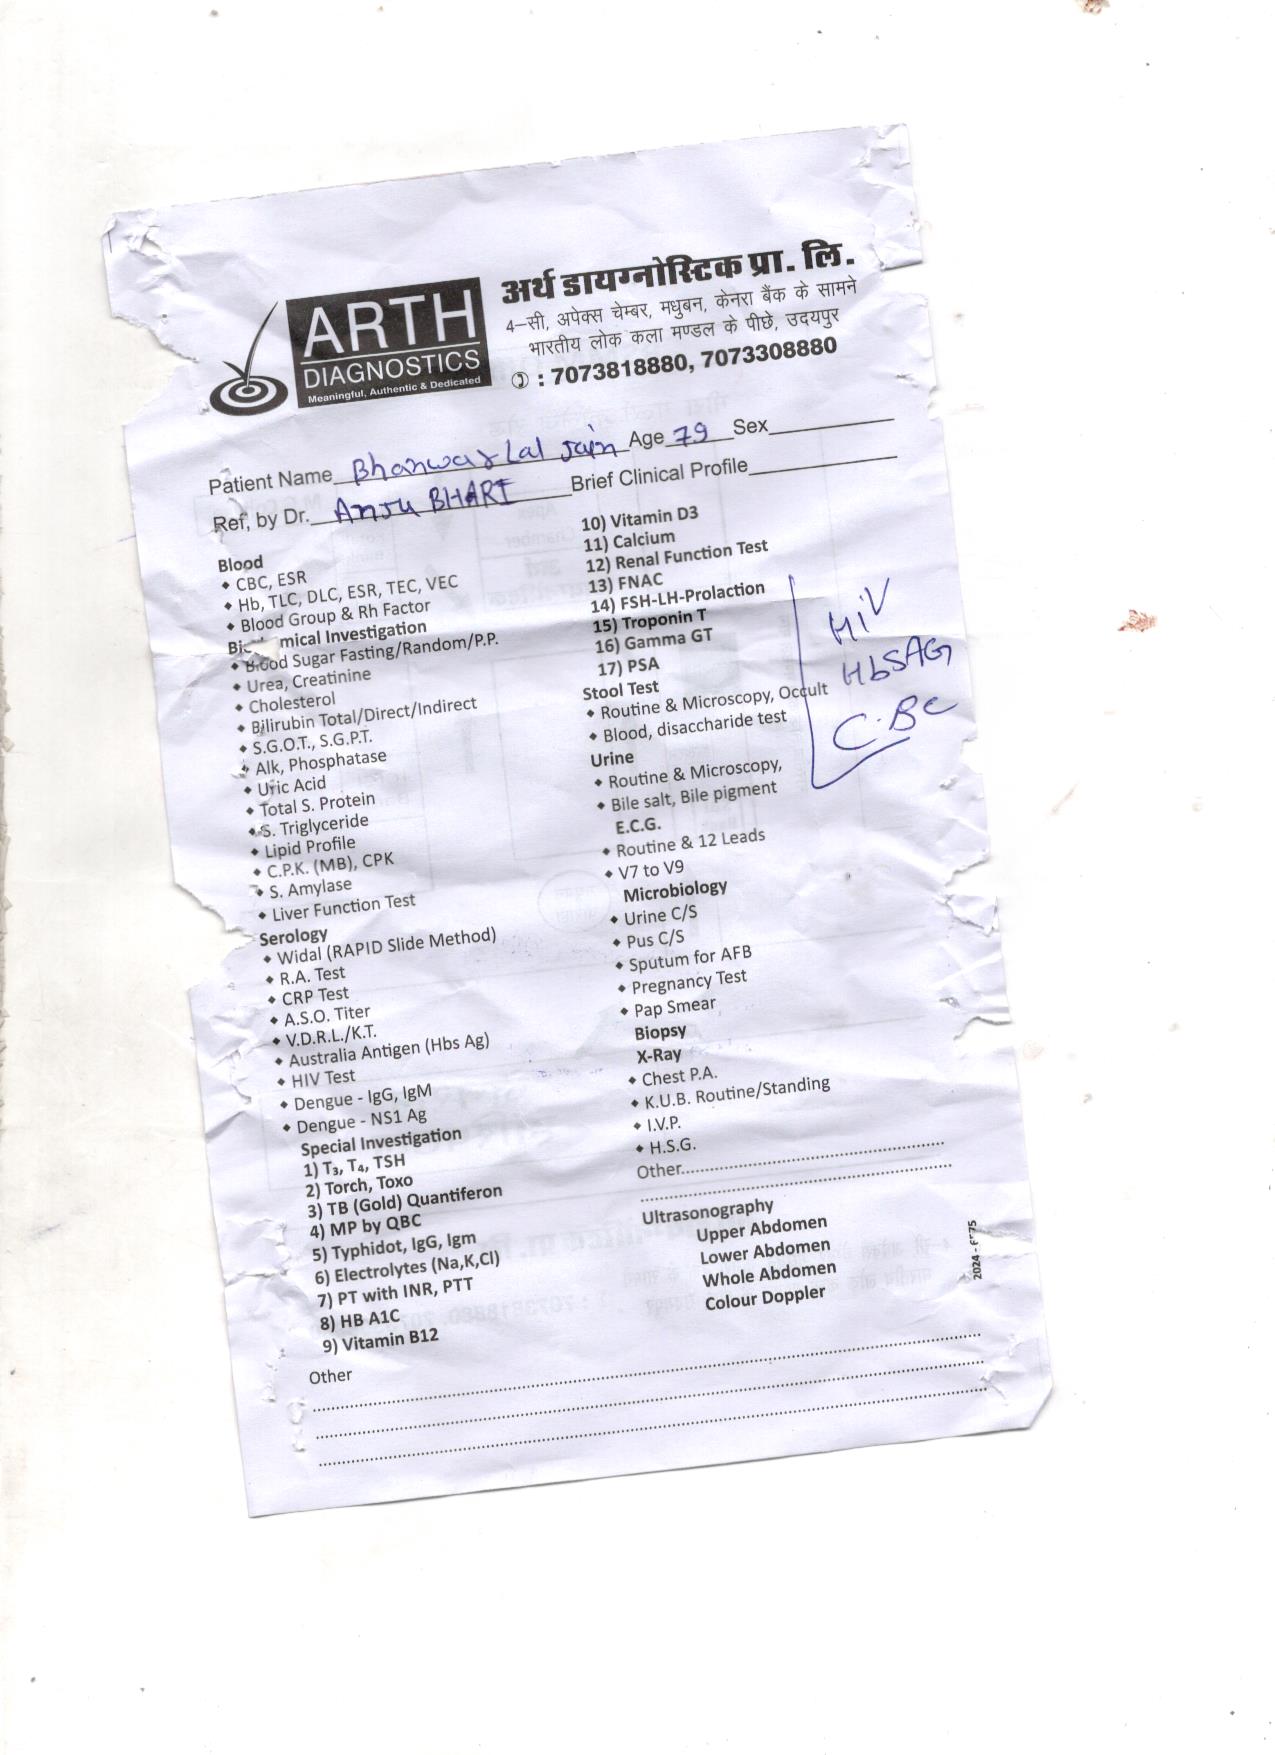 ARTH
DIAGNOSTICS
Meaningful, Authentic & Dedicated
अर्थ डायग्नोस्टिक प्रा. लि.
4-सी, अपेक्स चेम्बर, मधुबन, केनरा बैंक के सामने
भारतीय लोक कला मण्डल के पीछे, उदयपुर
: 7073818880, 7073308880
Patient Name Bhanwar Lal Jain Age 79 Sex
Ref, by Dr. Anju BHARI Brief Clinical Profile
Blood
• CBC, ESR
• Hb, TLC, DLC, ESR, TEC, VEC
• Blood Group & Rh Factor
mical Investigation
• Blood Sugar Fasting/Random/P.P.
• Urea, Creatinine
• Cholesterol
• Bilirubin Total/Direct/Indirect
• S.G.O.T., S.G.P.T.
• Alk, Phosphatase
• Uric Acid
• Total S. Protein
• S. Triglyceride
• Lipid Profile
• C.P.K. (MB), CPK
• S. Amylase
• Liver Function Test
Serology
• Widal (RAPID Slide Method)
• R.A. Test
• CRP Test
• A.S.O. Titer
• V.D.R.L./K.T.
• Australia Antigen (Hbs Ag)
• HIV Test
• Dengue - IgG, IgM
• Dengue - NS1 Ag
Special Investigation
1) T₃, T₄, TSH
2) Torch, Toxo
3) TB (Gold) Quantiferon
4) MP by QBC
5) Typhidot, IgG, Igm
6) Electrolytes (Na,K,Cl)
7) PT with INR, PTT
8) HB A1C
9) Vitamin B12
10) Vitamin D3
11) Calcium
12) Renal Function Test
13) FNAC
14) FSH-LH-Prolaction
15) Troponin T
16) Gamma GT
17) PSA
Stool Test
• Routine & Microscopy, Occult
• Blood, disaccharide test
Urine
• Routine & Microscopy,
• Bile salt, Bile pigment
E.C.G.
• Routine & 12 Leads
• V7 to V9
Microbiology
• Urine C/S
• Pus C/S
• Sputum for AFB
• Pregnancy Test
• Pap Smear
Biopsy
X-Ray
• Chest P.A.
• K.U.B. Routine/Standing
• I.V.P.
• H.S.G.
Other
Ultrasonography
Upper Abdomen
Lower Abdomen
Whole Abdomen
Colour Doppler
HiV
HbSAG
C.BC
2024 -
Other